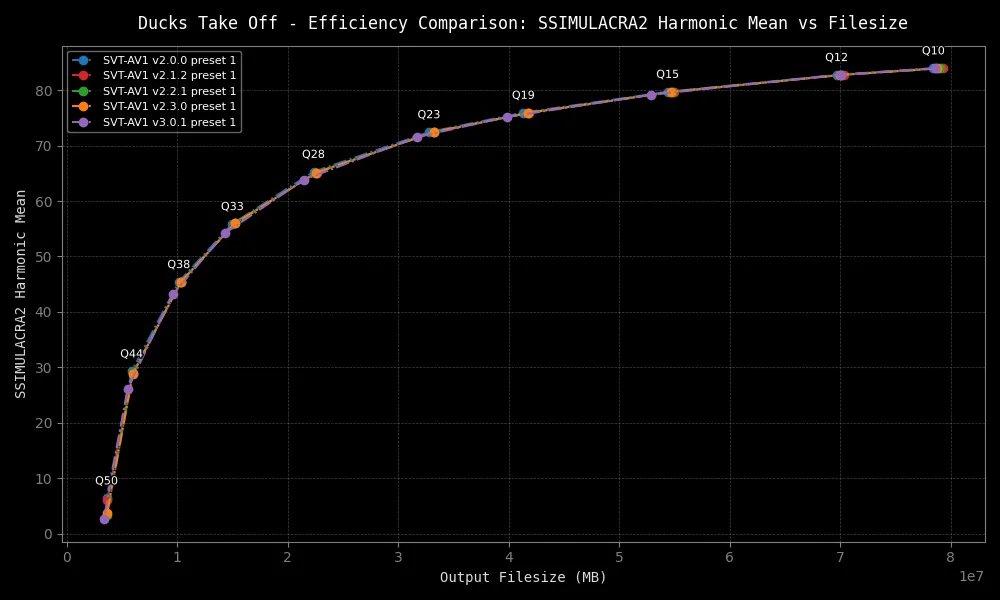 Ducks Take Off - Efficiency Comparison: SSIMULACRA2 Harmonic Mean vs Filesize
SVT-AV1 v2.0.0 preset 1
SVT-AV1 v2.1.2 preset 1
SVT-AV1 v2.2.1 preset 1
SVT-AV1 v2.3.0 preset 1
SVT-AV1 v3.0.1 preset 1
Q10
Q12
Q15
Q19
Q23
Q28
Q33
Q38
Q44
Q50
SSIMULACRA2 Harmonic Mean
80
70
60
50
40
30
20
10
0
0 1 2 3 4 5 6 7 8
1e7
Output Filesize (MB)